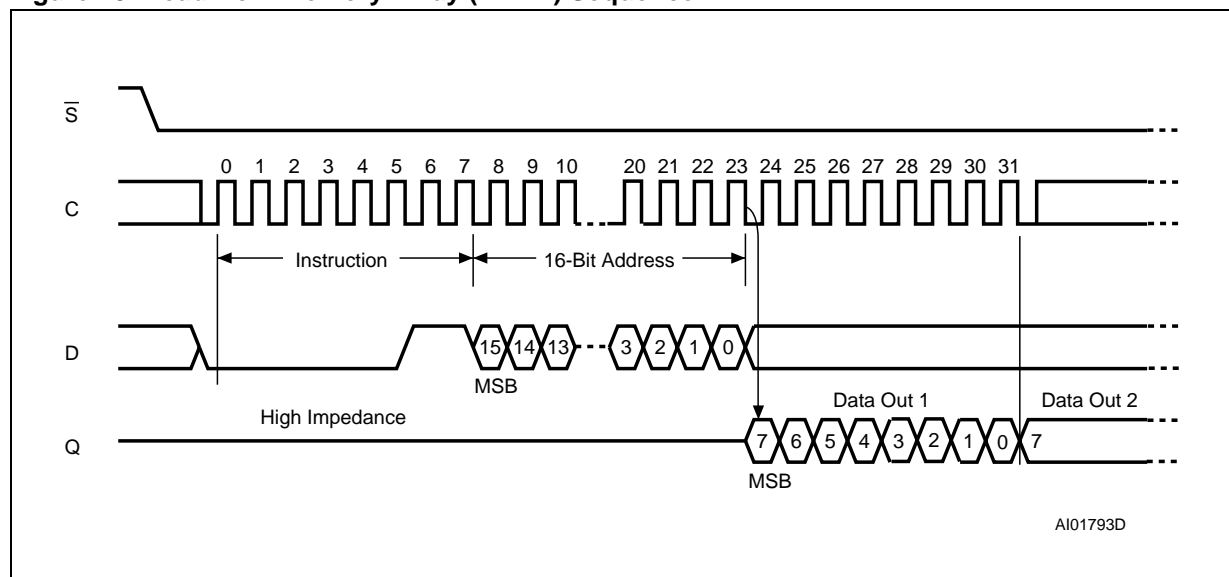 S
0 1 2 3 4 5 6 7 8 9 10 20 21 22 23 24 25 26 27 28 29 30 31
C
Instruction 16-Bit Address
D 15 14 13 3 2 1 0
MSB
High Impedance Data Out 1 Data Out 2
Q 7 6 5 4 3 2 1 0 7
MSB
AI01793D